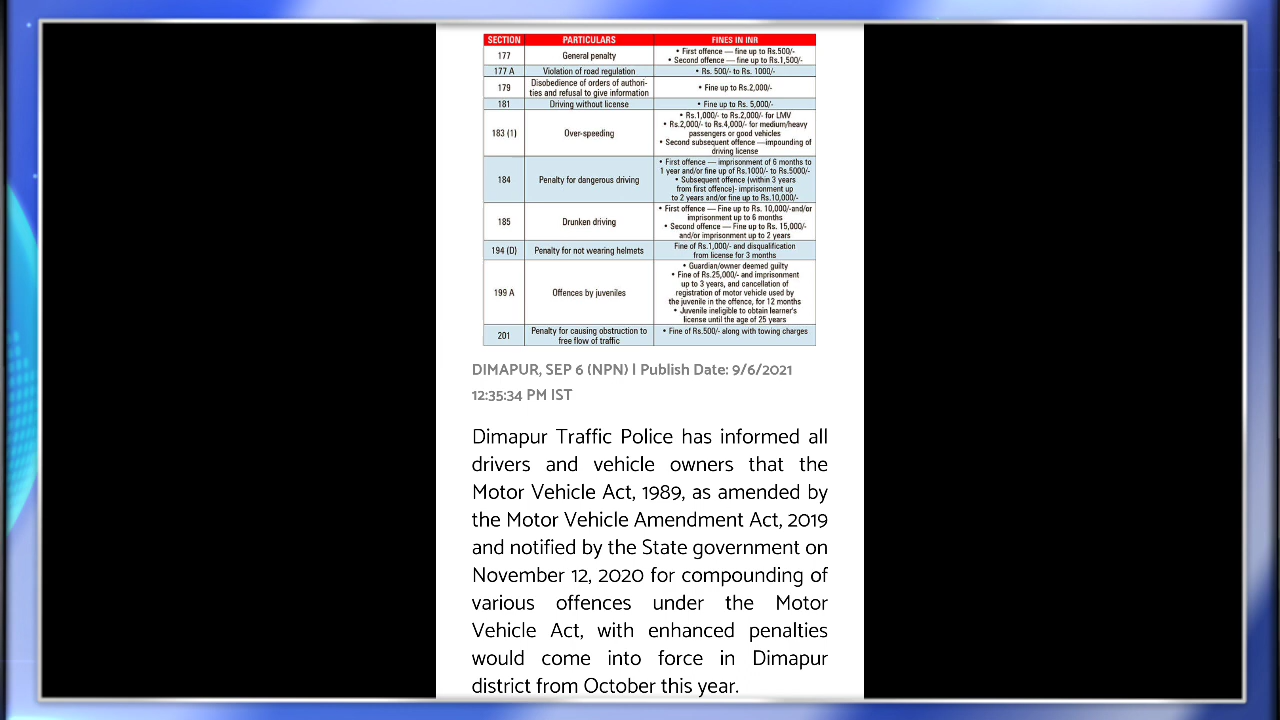 SECTION PARTICULARS FINES IN INR
177 General penalty • First offence — fine up to Rs.500/-
• Second offence — fine up to Rs.1,500/-
177 A Violation of road regulation • Rs. 500/- to Rs. 1000/-
179 Disobedience of orders of authori-
ties and refusal to give information • Fine up to Rs.2,000/-
181 Driving without license • Fine up to Rs. 5,000/-
183 (1) Over-speeding • Rs.1,000/- to Rs.2,000/- for LMV
• Rs.2,000/- to Rs.4,000/- for medium/heavy
passengers or good vehicles
• Second subsequent offence —impounding of
driving license
184 Penalty for dangerous driving • First offence — imprisonment of 6 months to
1 year and/or fine up of Rs.1000/- to Rs.5000/-
• Subsequent offence (within 3 years
from first offence)- imprisonment up
to 2 years and/or fine up to Rs.10,000/-
185 Drunken driving • First offence — Fine up to Rs. 10,000/-and/or
imprisonment up to 6 months
• Second offence — Fine up to Rs. 15,000/-
and/or imprisonment up to 2 years
194 (D) Penalty for not wearing helmets Fine of Rs.1,000/- and disqualification
from license for 3 months
199 A Offences by juveniles • Guardian/owner deemed guilty
• Fine of Rs.25,000/- and imprisonment
up to 3 years, and cancellation of
registration of motor vehicle used by
the juvenile in the offence, for 12 months
• Juvenile ineligible to obtain learner's
license until the age of 25 years
201 Penalty for causing obstruction to
free flow of traffic • Fine of Rs.500/- along with towing charges
DIMAPUR, SEP 6 (NPN) | Publish Date: 9/6/2021
12:35:34 PM IST
Dimapur Traffic Police has informed all
drivers and vehicle owners that the
Motor Vehicle Act, 1989, as amended by
the Motor Vehicle Amendment Act, 2019
and notified by the State government on
November 12, 2020 for compounding of
various offences under the Motor
Vehicle Act, with enhanced penalties
would come into force in Dimapur
district from October this year.